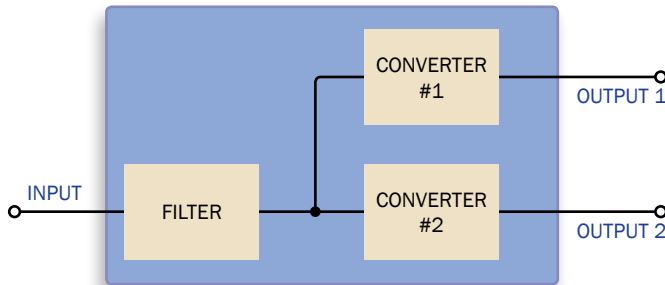 CONVERTER
#1
OUTPUT 1
INPUT
FILTER
CONVERTER
#2
OUTPUT 2